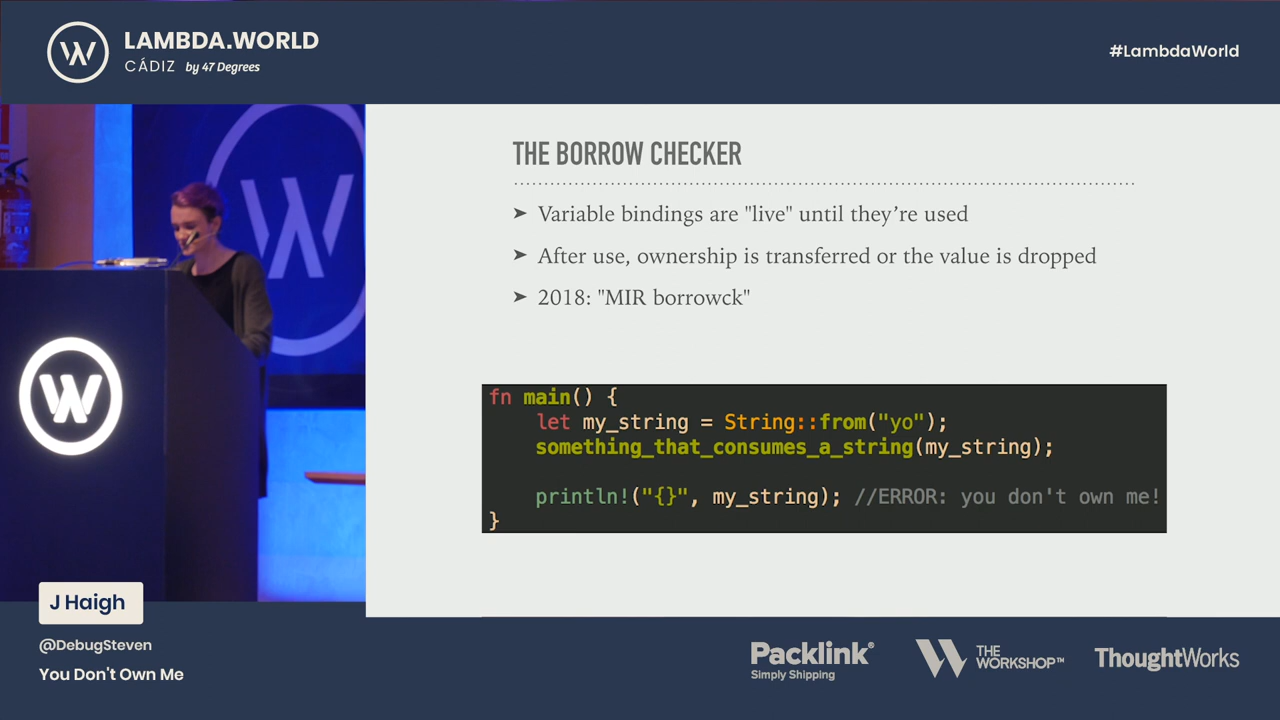 LAMBDA.WORLD
CÁDIZ by 47 Degrees
#LambdaWorld
THE BORROW CHECKER
➤ Variable bindings are "live" until they’re used
➤ After use, ownership is transferred or the value is dropped
➤ 2018: "MIR borrowck"
fn main() {
    let my_string = String::from("yo");
    something_that_consumes_a_string(my_string);
    println!("{}", my_string); //ERROR: you don't own me!
}
J Haigh
@DebugSteven
You Don't Own Me
Packlink®
Simply Shipping
THE
WORKSHOP™
ThoughtWorks